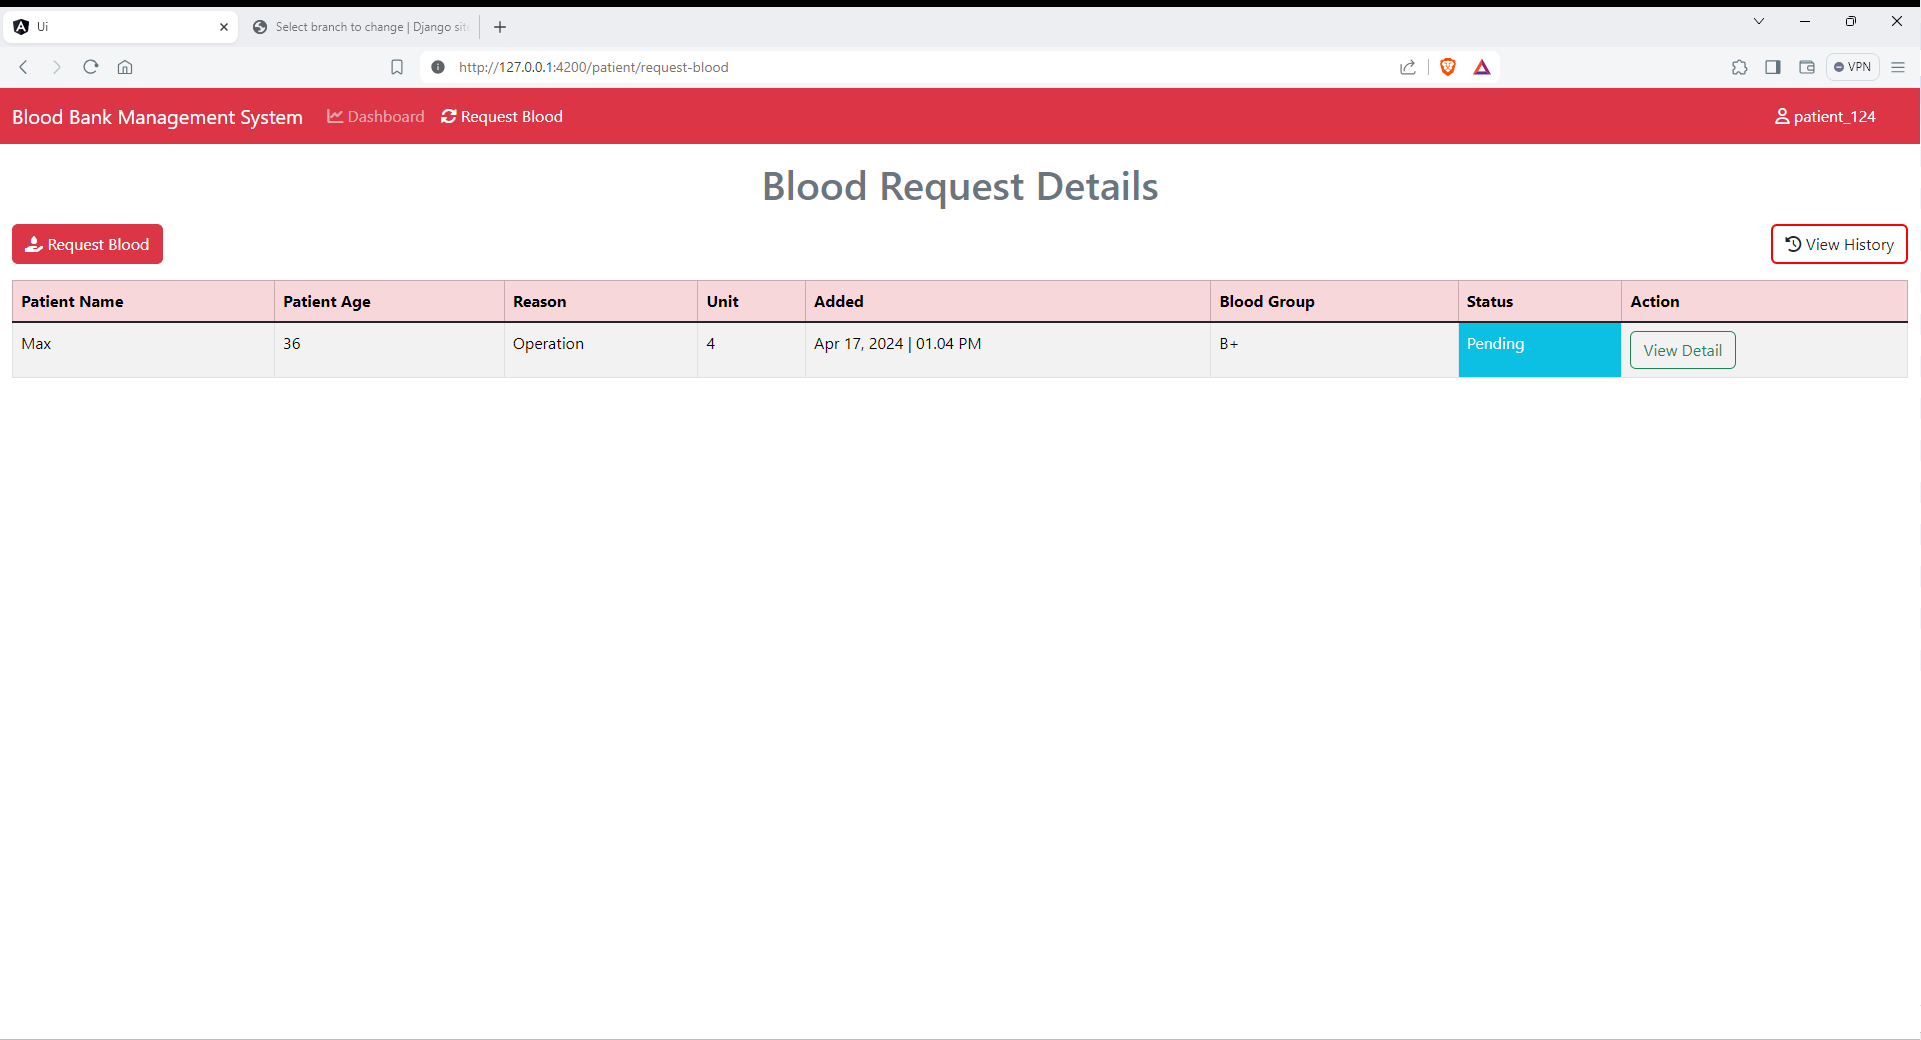 Ui
Select branch to change | Django sit
http://127.0.0.1:4200/patient/request-blood
VPN
Blood Bank Management System Dashboard Request Blood patient_124
Blood Request Details
Request Blood View History
Patient Name Patient Age Reason Unit Added Blood Group Status Action
Max 36 Operation 4 Apr 17, 2024 | 01.04 PM B+ Pending View Detail